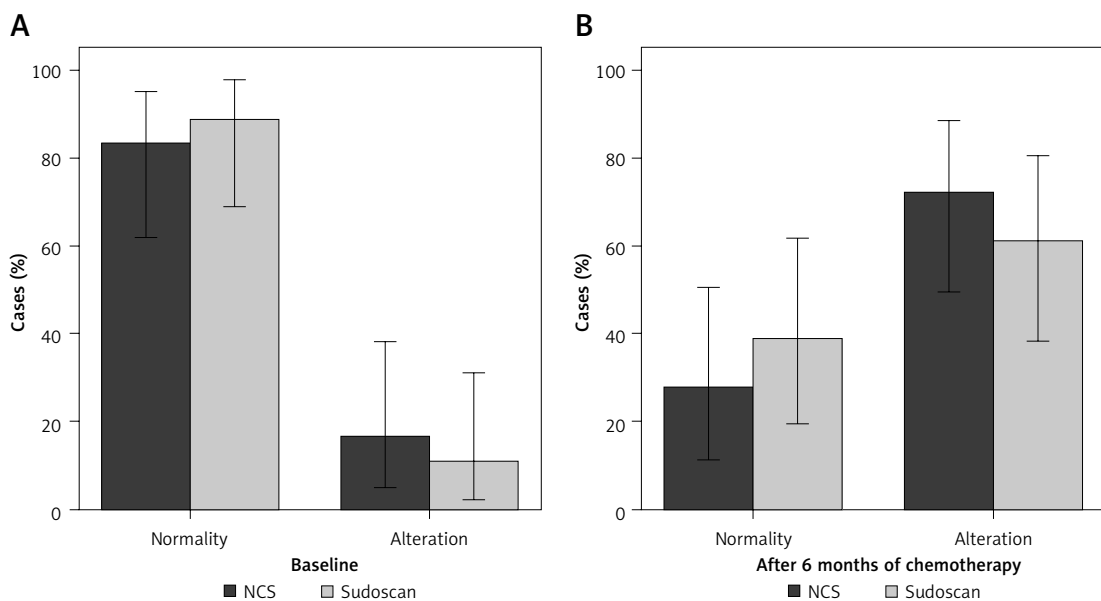 A
100
80
60
40
20
0
Cases (%)
Normality Alteration
Baseline
NCS Sudoscan
B
100
80
60
40
20
0
Cases (%)
Normality Alteration
After 6 months of chemotherapy
NCS Sudoscan